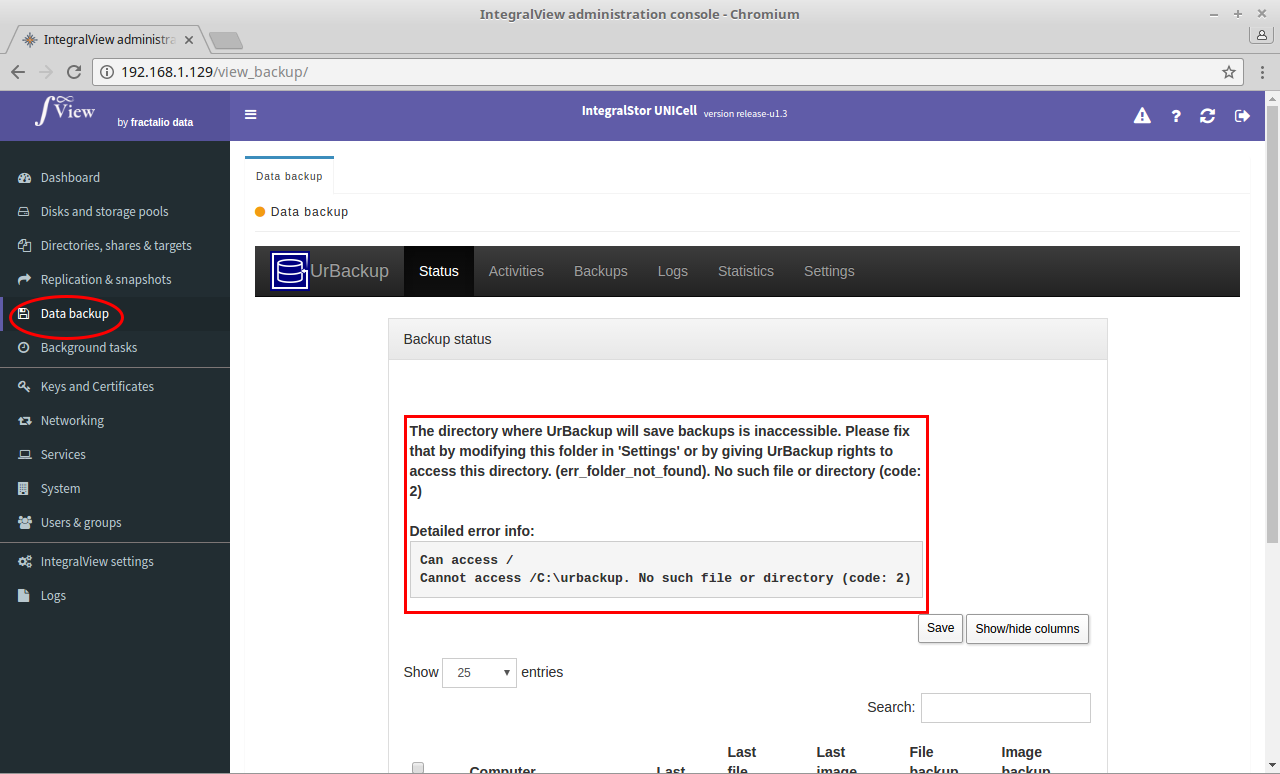 IntegralView administration console - Chromium
IntegralView administra
192.168.1.129/view_backup/
View by fractalio data
IntegralStor UNICell version release-u1.3
?
Dashboard
Disks and storage pools
Directories, shares & targets
Replication & snapshots
Data backup
Background tasks
Keys and Certificates
Networking
Services
System
Users & groups
IntegralView settings
Logs
Data backup
Data backup
UrBackup Status Activities Backups Logs Statistics Settings
Backup status
The directory where UrBackup will save backups is inaccessible. Please fix
that by modifying this folder in 'Settings' or by giving UrBackup rights to
access this directory. (err_folder_not_found). No such file or directory (code:
2)
Detailed error info:
Can access /
Cannot access /C:\urbackup. No such file or directory (code: 2)
Save Show/hide columns
Show 25 entries
Search:
Last Last File Image
Computer Last file image backup backup